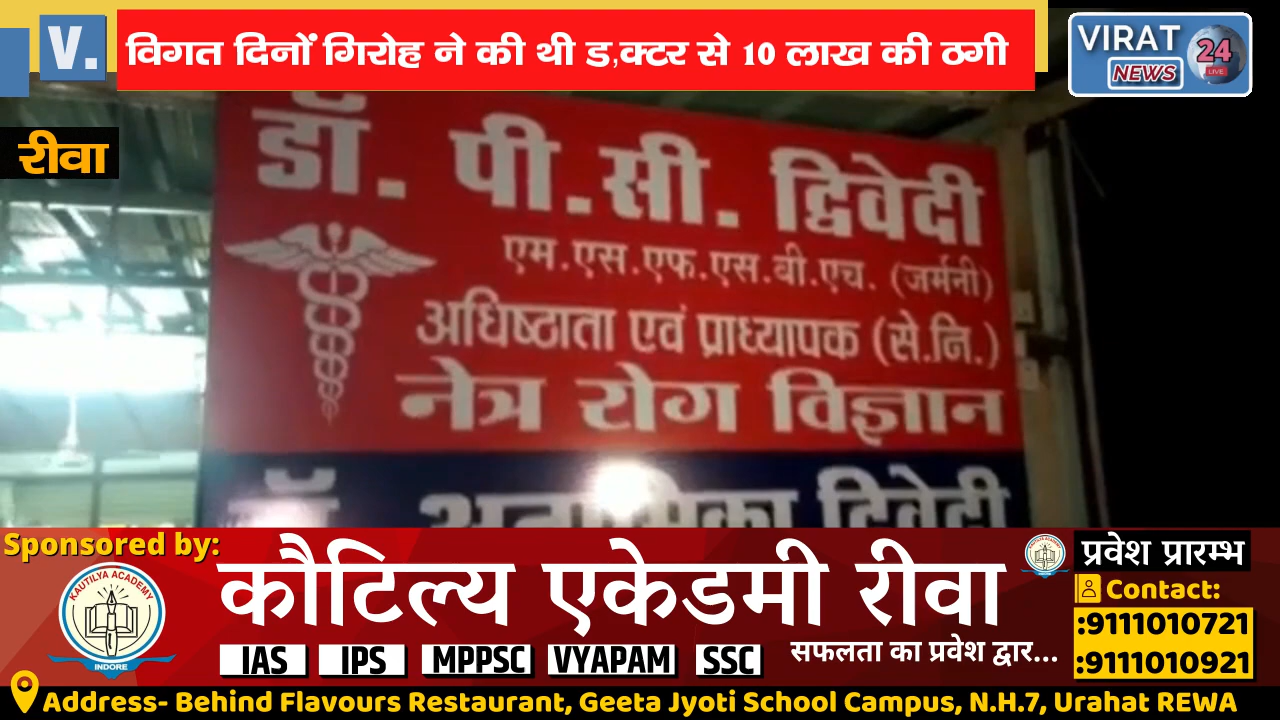 V.
विगत दिनों गिरोह ने की थी ड,क्टर से 10 लाख की ठगी
VIRAT
24
NEWS
LIVE
रीवा
डॉ. पी.सी. द्विवेदी
एम.एस.एफ.एस.बी.एच. (जर्मनी)
अधिष्ठाता एवं प्राध्यापक (से.नि.)
नेत्र रोग विज्ञान
डॉ. अनामिका द्विवेदी
Sponsored by:
KAUTILYA ACADEMY
INDORE
कौटिल्य एकेडमी रीवा
IAS IPS MPPSC VYAPAM SSC
सफलता का प्रवेश द्वार...
प्रवेश प्रारम्भ
Contact:
:9111010721
:9111010921
Address- Behind Flavours Restaurant, Geeta Jyoti School Campus, N.H.7, Urahat REWA